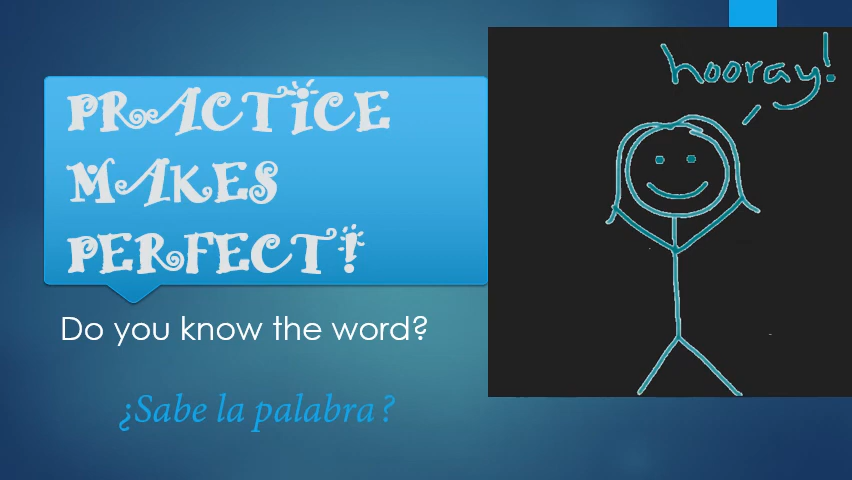 PRACTICE
MAKES
PERFECT!
hooray!
Do you know the word?
¿Sabe la palabra?